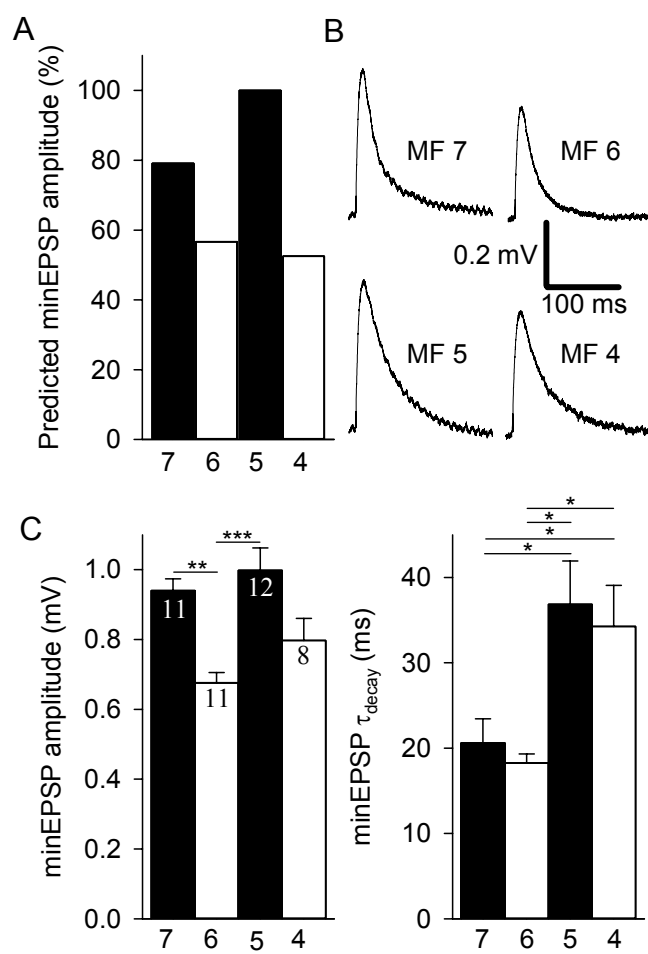 A
Predicted minEPSP amplitude (%)
100
80
60
40
20
0
7 6 5 4
B
MF 7
MF 6
0.2 mV
100 ms
MF 5
MF 4
C
minEPSP amplitude (mV)
1.0
0.8
0.6
0.4
0.2
0.0
** ***
11 11 12 8
7 6 5 4
minEPSP τdecay (ms)
40
30
20
10
0
*
*
*
*
7 6 5 4